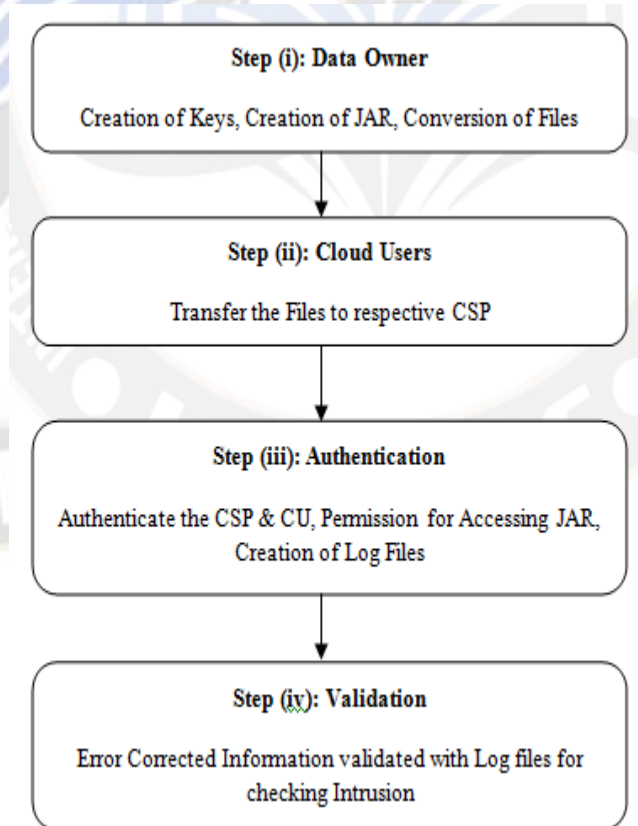 Step (i): Data Owner
Creation of Keys, Creation of JAR, Conversion of Files
Step (ii): Cloud Users
Transfer the Files to respective CSP
Step (iii): Authentication
Authenticate the CSP & CU, Permission for Accessing JAR,
Creation of Log Files
Step (iv): Validation
Error Corrected Information validated with Log files for
checking Intrusion